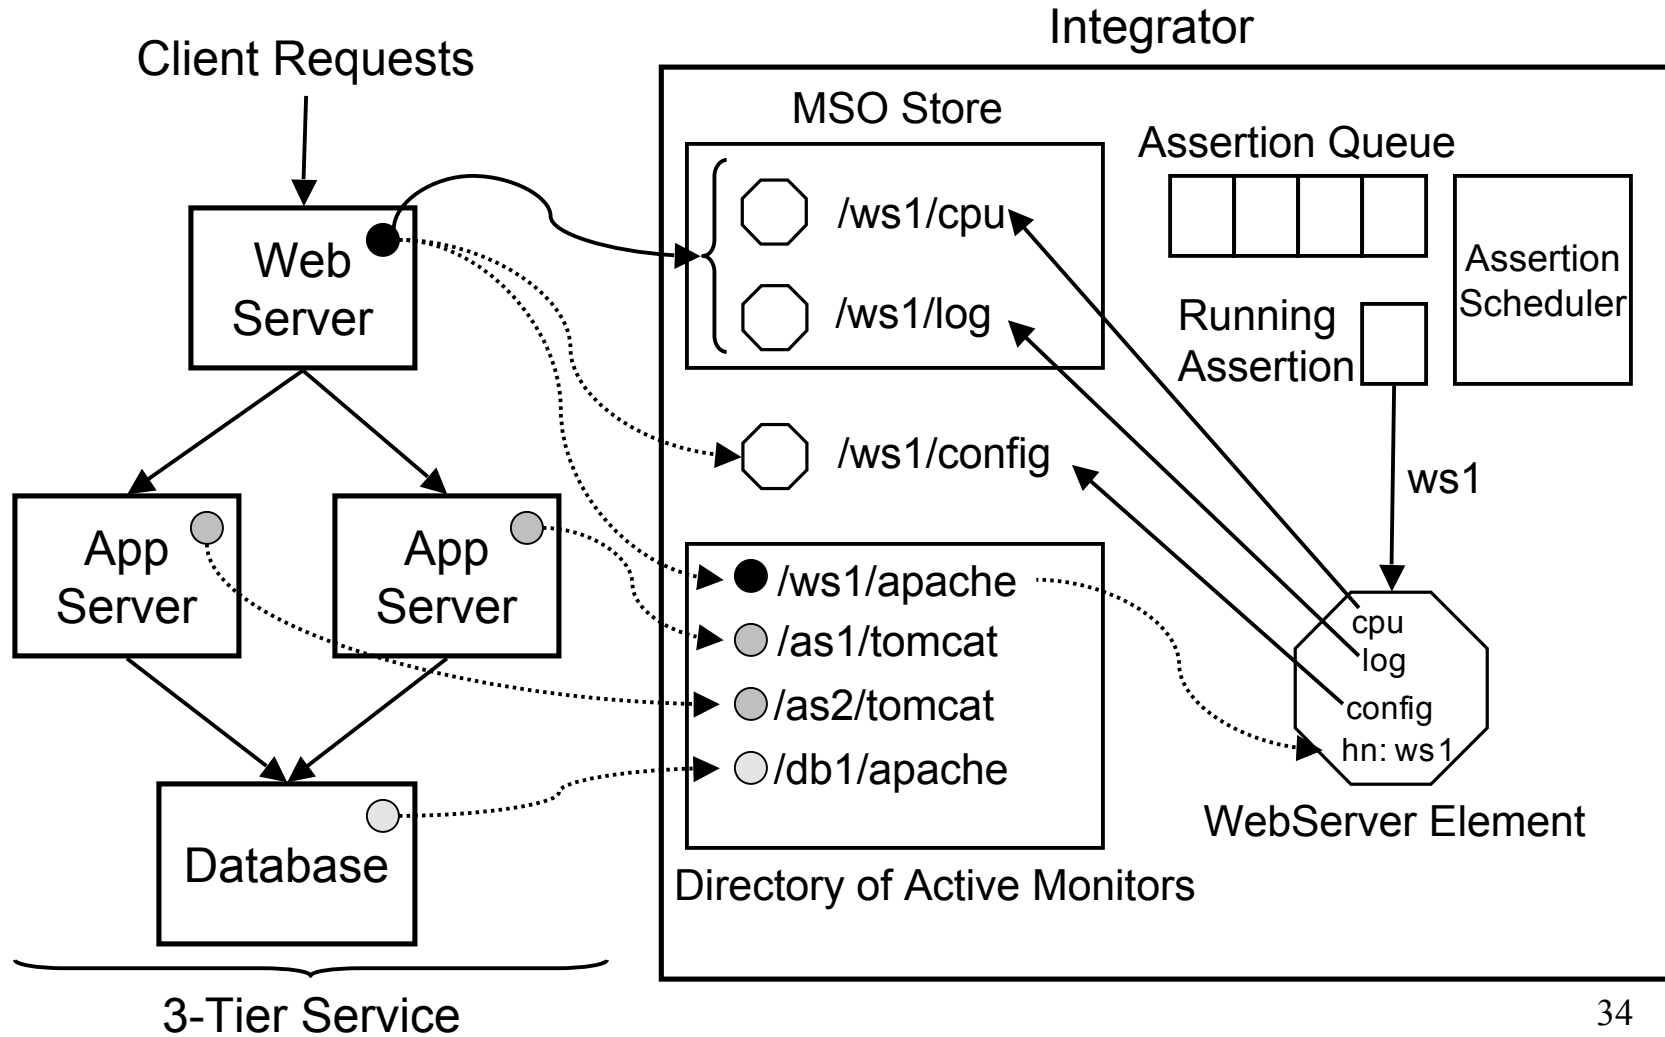 Integrator
Client Requests
MSO Store
Assertion Queue
/ws1/cpu
Web
Server
Assertion
Scheduler
/ws1/log
Running
Assertion
/ws1/config
ws1
App
Server
App
Server
/ws1/apache
/as1/tomcat
/as2/tomcat
/db1/apache
cpu
log
config
hn: ws1
WebServer Element
Database
Directory of Active Monitors
3-Tier Service
34